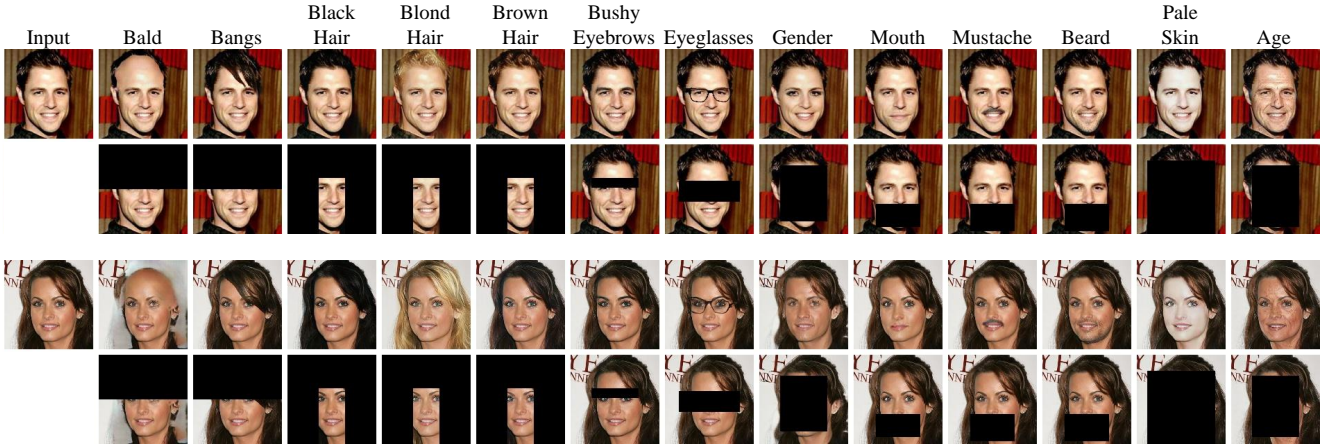 Input
Bald
Bangs
Black
Hair
Blond
Hair
Brown
Hair
Bushy
Eyebrows
Eyeglasses
Gender
Mouth
Mustache
Beard
Pale
Skin
Age